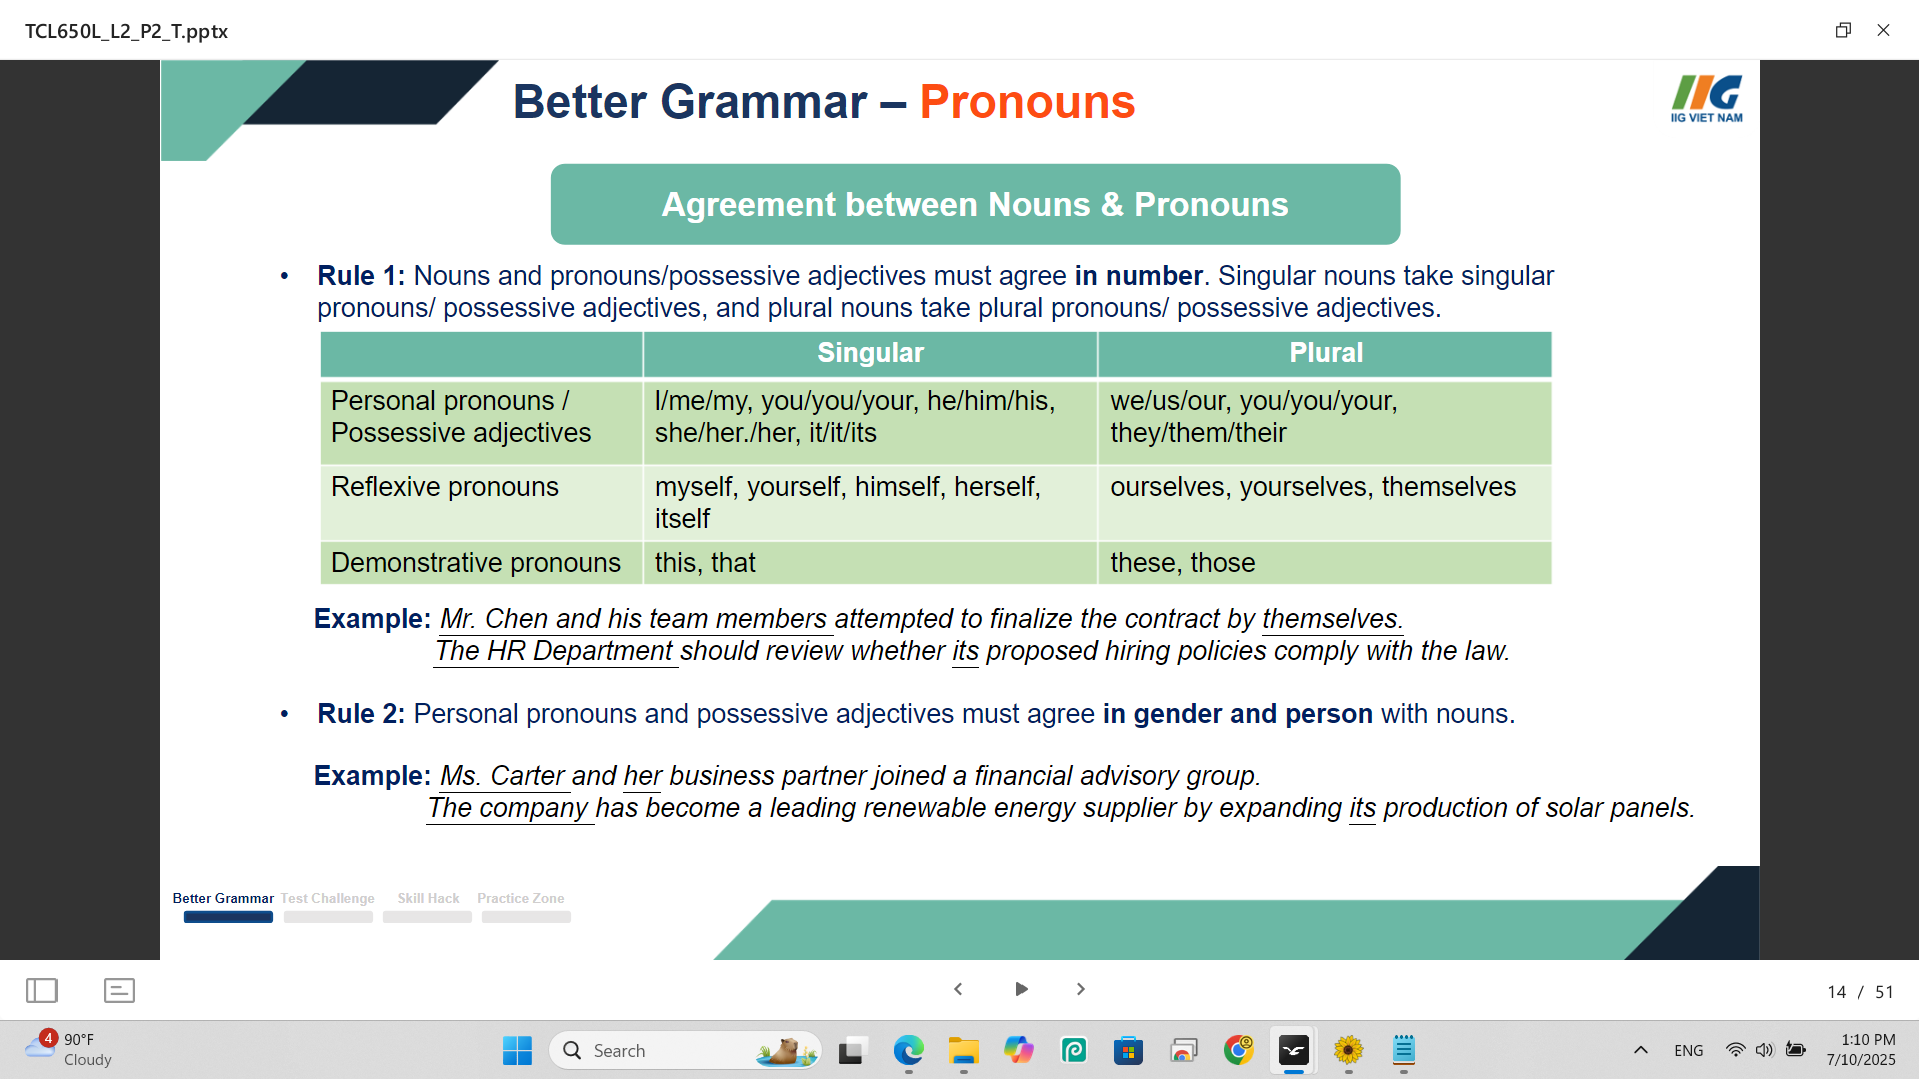 TCL650L_L2_P2_T.pptx
Better Grammar – Pronouns
IIG VIET NAM
Agreement between Nouns & Pronouns
• Rule 1: Nouns and pronouns/possessive adjectives must agree in number. Singular nouns take singular
pronouns/ possessive adjectives, and plural nouns take plural pronouns/ possessive adjectives.
Singular Plural
Personal pronouns / I/me/my, you/you/your, he/him/his, we/us/our, you/you/your,
Possessive adjectives she/her./her, it/it/its they/them/their
Reflexive pronouns myself, yourself, himself, herself, ourselves, yourselves, themselves
itself
Demonstrative pronouns this, that these, those
Example: Mr. Chen and his team members attempted to finalize the contract by themselves.
The HR Department should review whether its proposed hiring policies comply with the law.
• Rule 2: Personal pronouns and possessive adjectives must agree in gender and person with nouns.
Example: Ms. Carter and her business partner joined a financial advisory group.
The company has become a leading renewable energy supplier by expanding its production of solar panels.
Better Grammar Test Challenge Skill Hack Practice Zone
14 / 51
4 90°F
Cloudy
Search
ENG
1:10 PM
7/10/2025